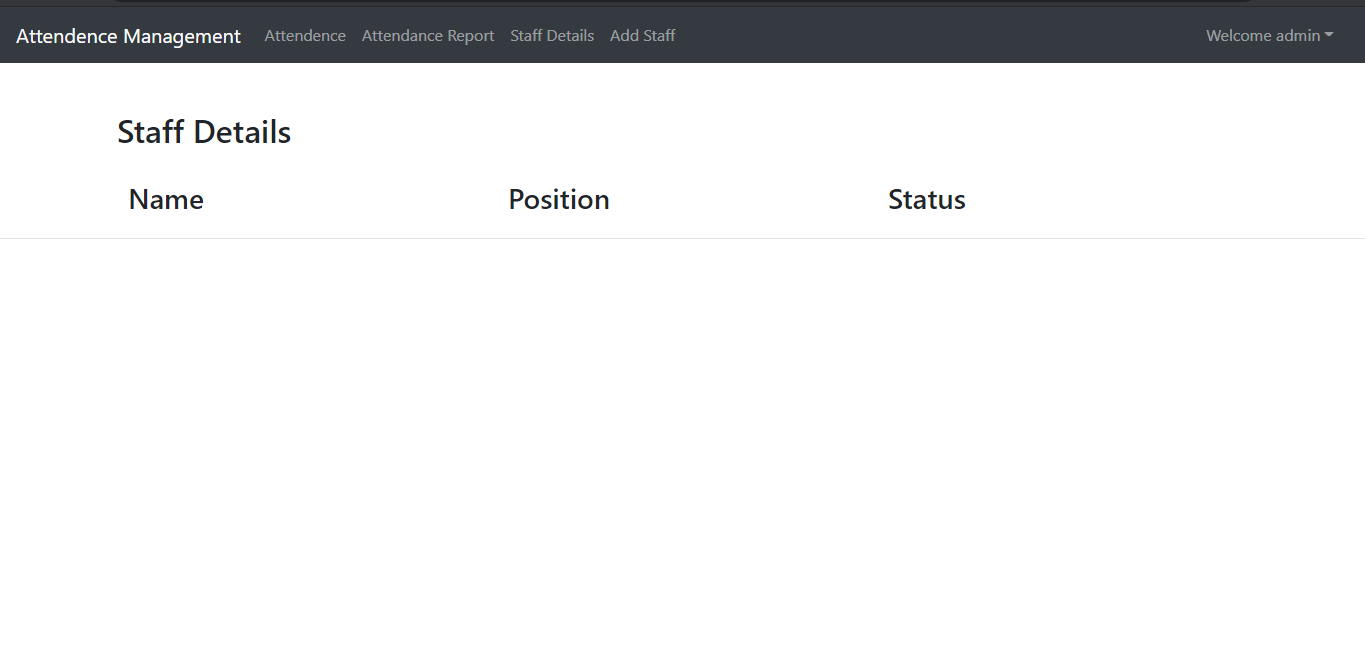 Attendence Management Attendence Attendance Report Staff Details Add Staff Welcome admin
Staff Details
Name Position Status